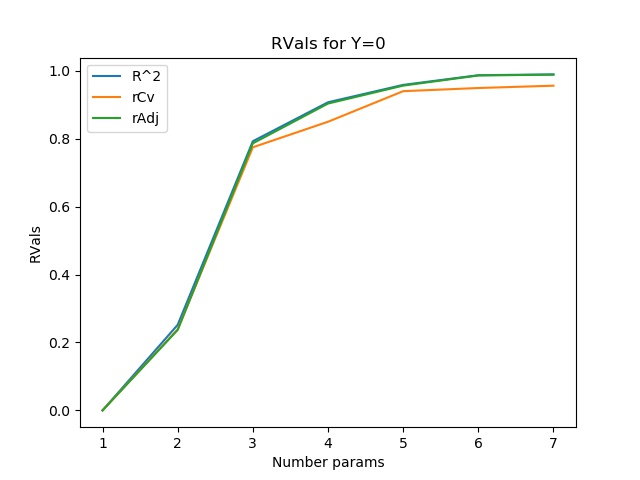 RVals for Y=0
R^2
rCv
rAdj
1.0
0.8
0.6
0.4
0.2
0.0
RVals
1 2 3 4 5 6 7
Number params